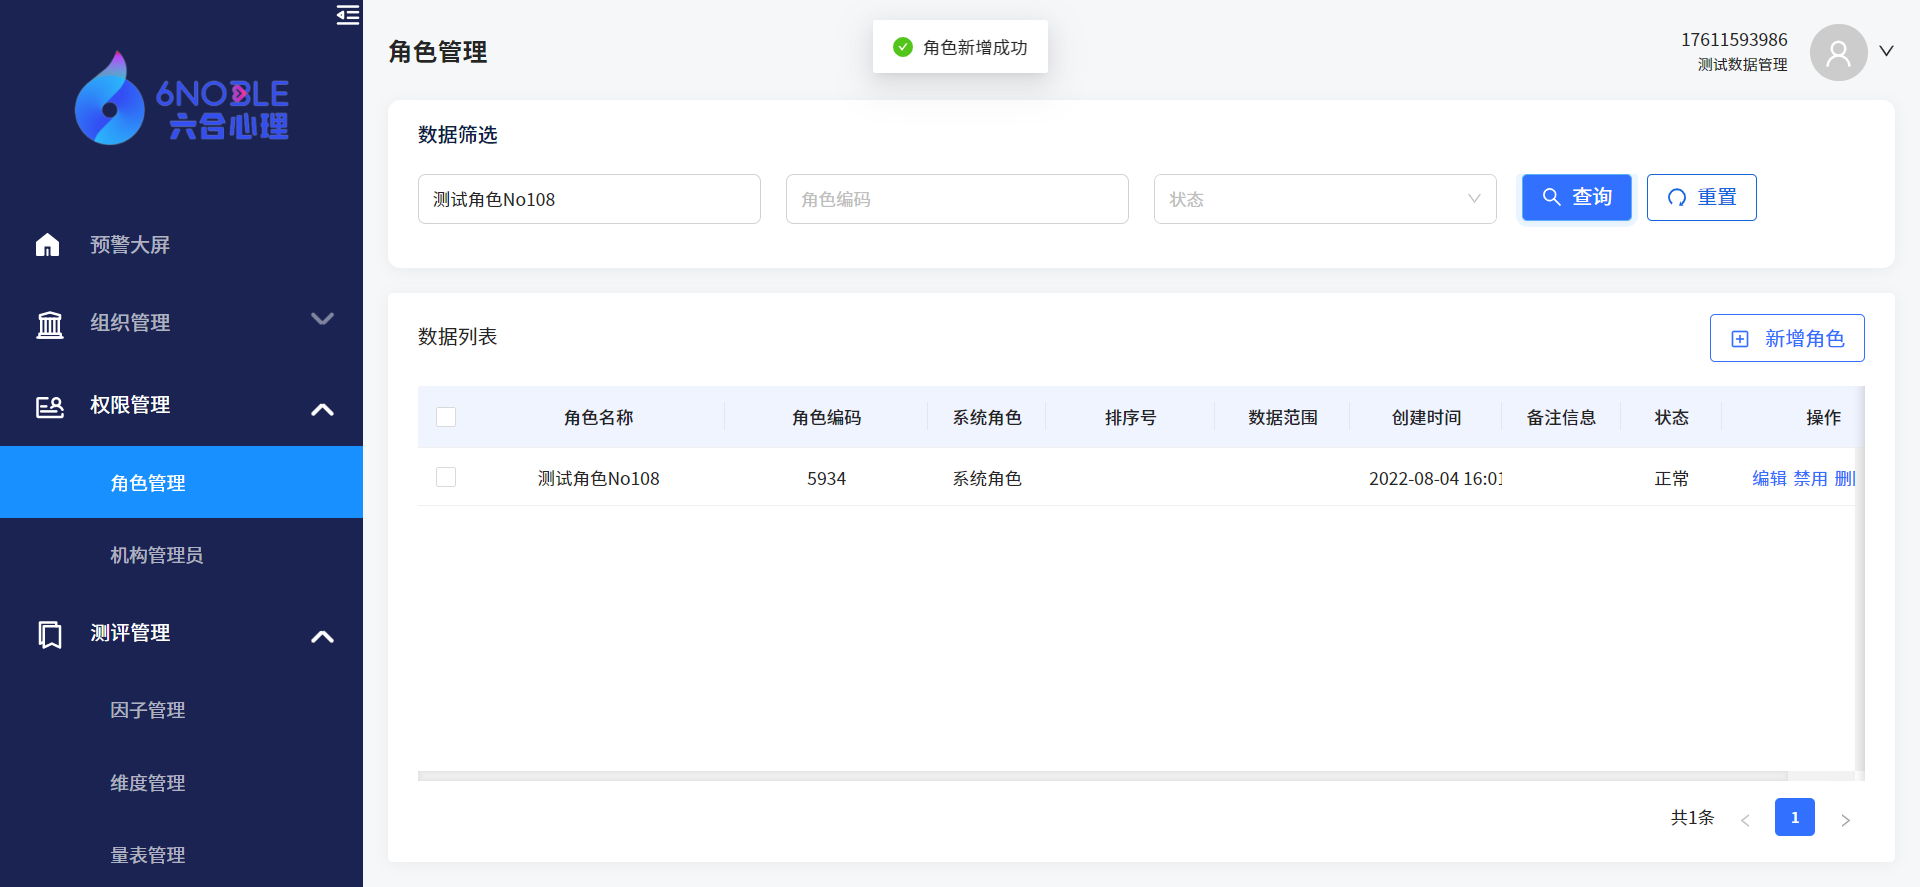 6NOBLE
六合心理
预警大屏
组织管理
权限管理
角色管理
机构管理员
测评管理
因子管理
维度管理
量表管理
角色管理
角色新增成功
17611593986
测试数据管理
数据筛选
测试角色No108
角色编码
状态
查询
重置
数据列表
新增角色
角色名称 角色编码 系统角色 排序号 数据范围 创建时间 备注信息 状态 操作
测试角色No108 5934 系统角色 2022-08-04 16:01 正常 编辑 禁用
共1条
1